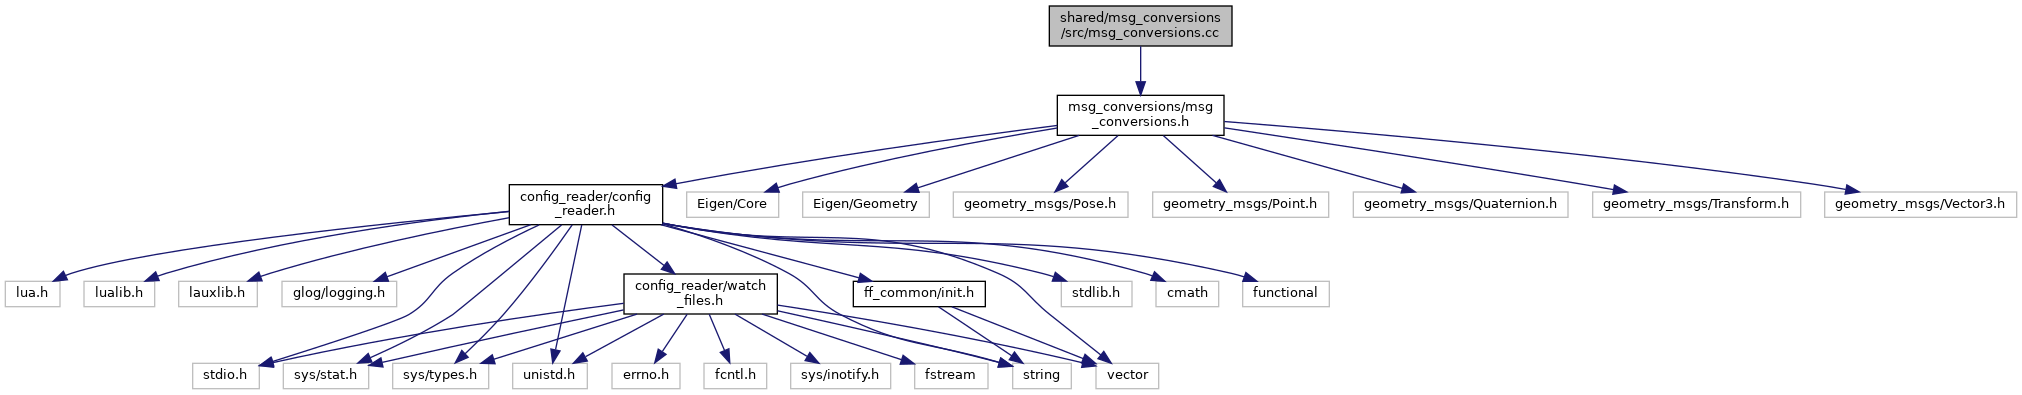 shared/msg_conversions
/src/msg_conversions.cc
msg_conversions/msg
_conversions.h
config_reader/config
_reader.h
Eigen/Core
Eigen/Geometry
geometry_msgs/Pose.h
geometry_msgs/Point.h
geometry_msgs/Quaternion.h
geometry_msgs/Transform.h
geometry_msgs/Vector3.h
lua.h
lualib.h
lauxlib.h
glog/logging.h
config_reader/watch
_files.h
ff_common/init.h
stdlib.h
cmath
functional
stdio.h
sys/stat.h
sys/types.h
unistd.h
errno.h
fcntl.h
sys/inotify.h
fstream
string
vector